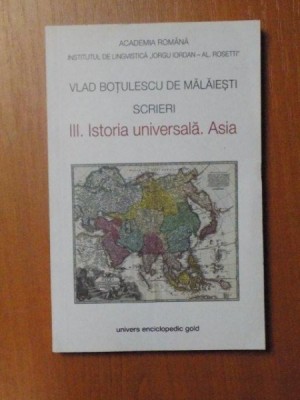 ACADEMIA ROMÂNĂ
INSTITUTUL DE LINGVISTICĂ „IORGU IORDAN – AL. ROSETTI”
VLAD BOȚULESCU DE MĂLĂIEȘTI
SCRIERI
III. Istoria universală. Asia
univers enciclopedic gold